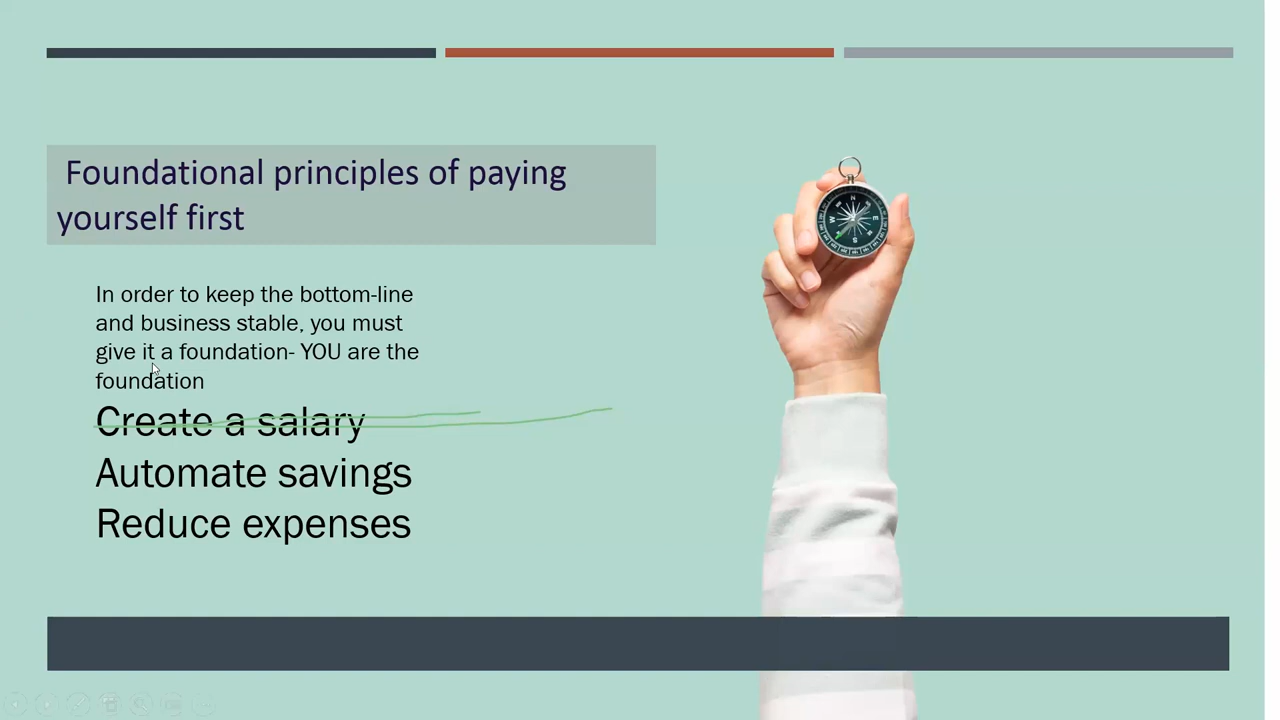 Foundational principles of paying
yourself first
In order to keep the bottom-line
and business stable, you must
give it a foundation- YOU are the
foundation
Create a salary
Automate savings
Reduce expenses